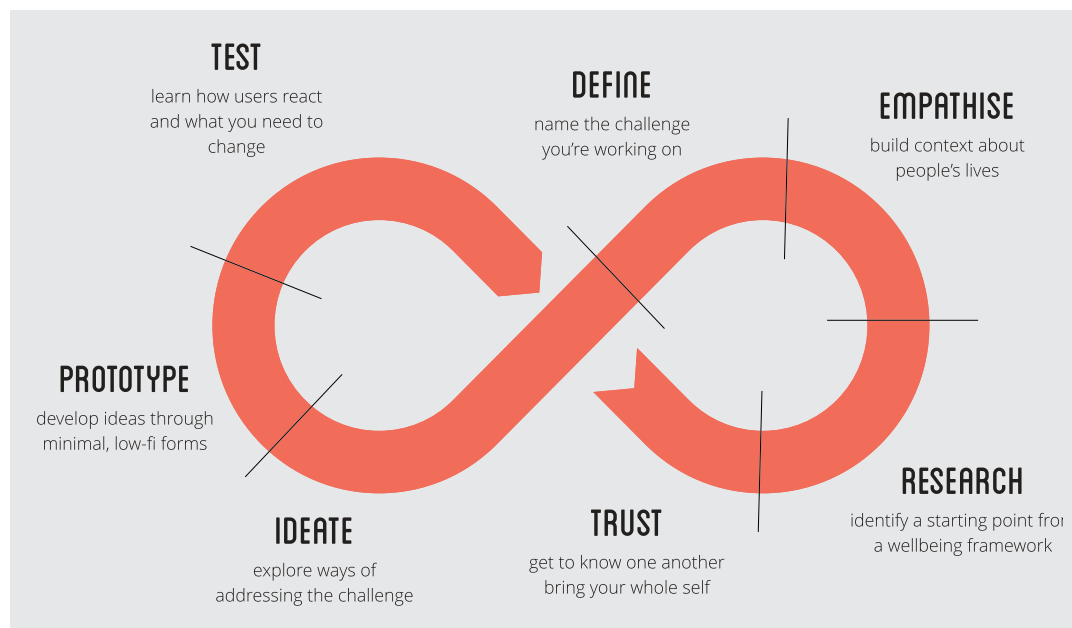 TEST
learn how users react
and what you need to
change
DEFINE
name the challenge
you're working on
EMPATHISE
build context about
people's lives
PROTOTYPE
develop ideas through
minimal, low-fi forms
IDEATE
explore ways of
addressing the challenge
TRUST
get to know one another
bring your whole self
RESEARCH
identify a starting point from
a wellbeing framework